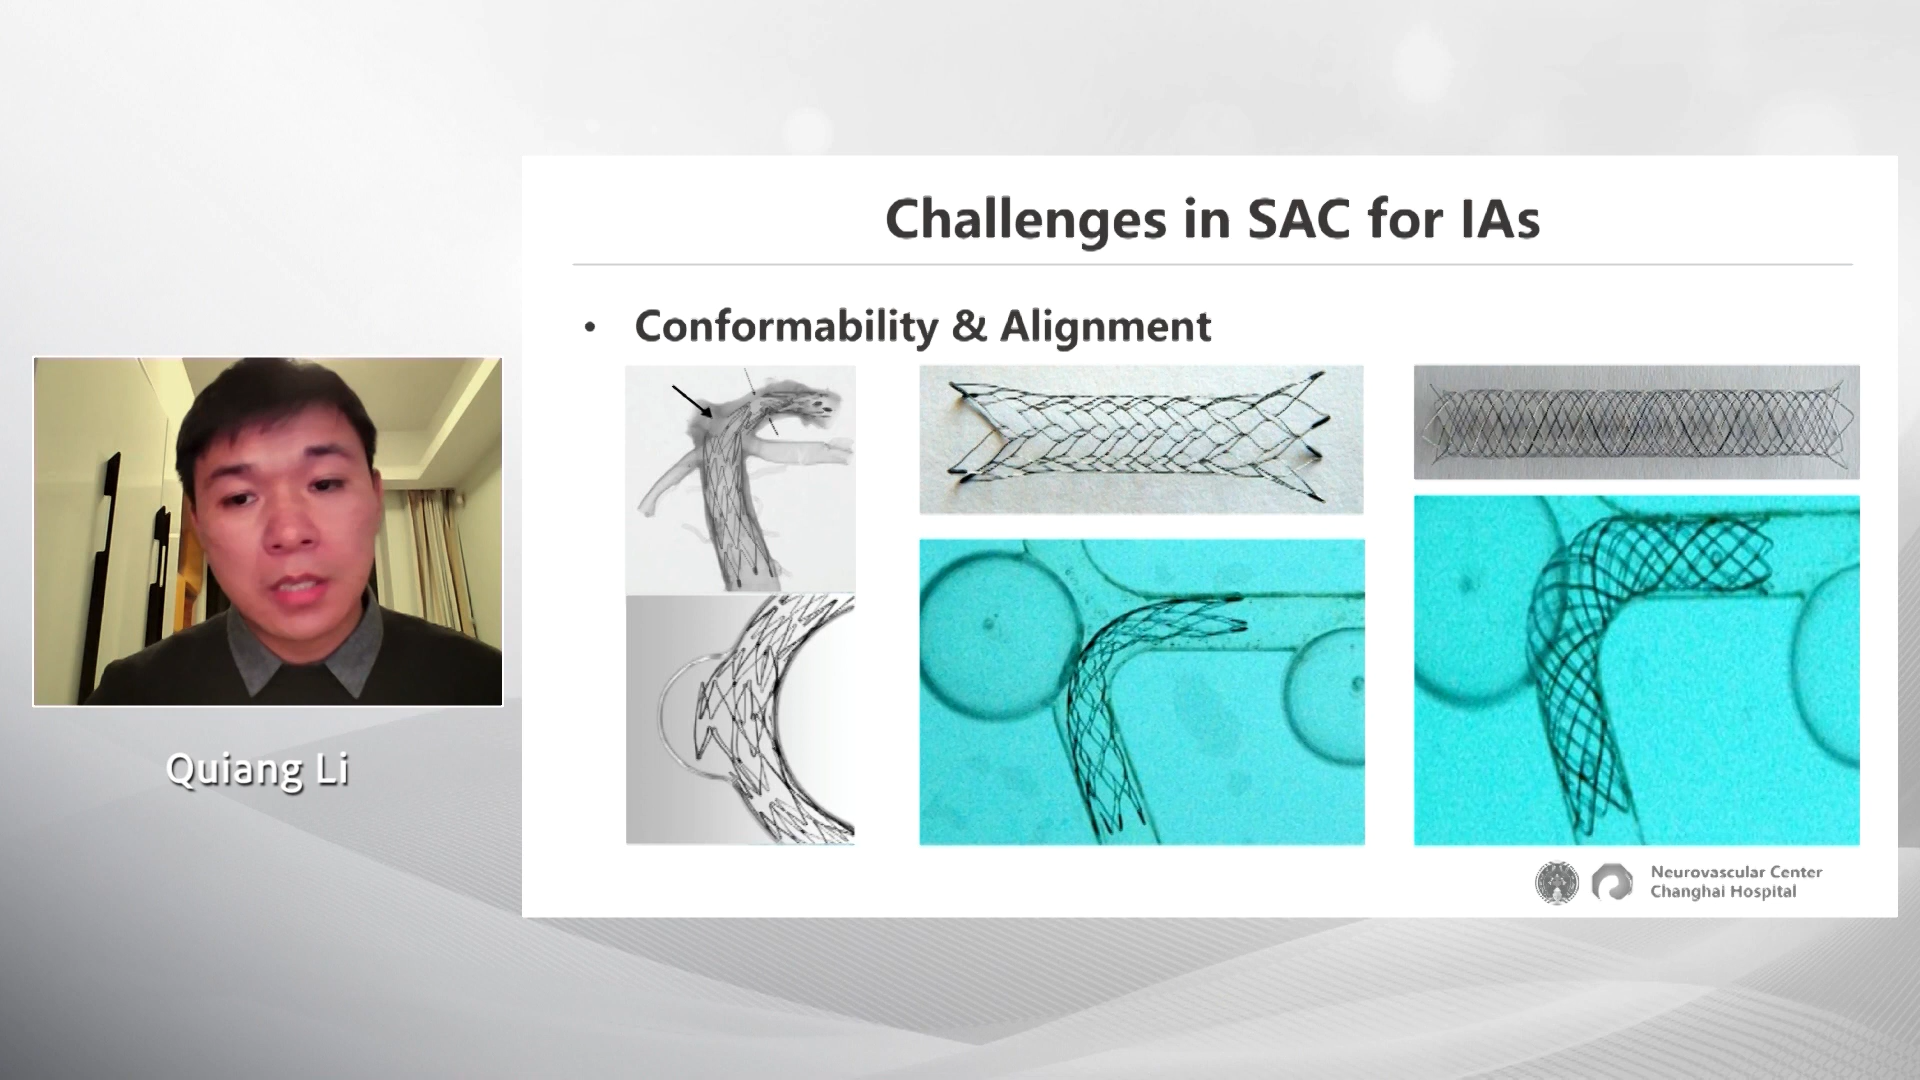 Challenges in SAC for IAs
• Conformability & Alignment
Quiang Li
Neurovascular Center
Changhai Hospital